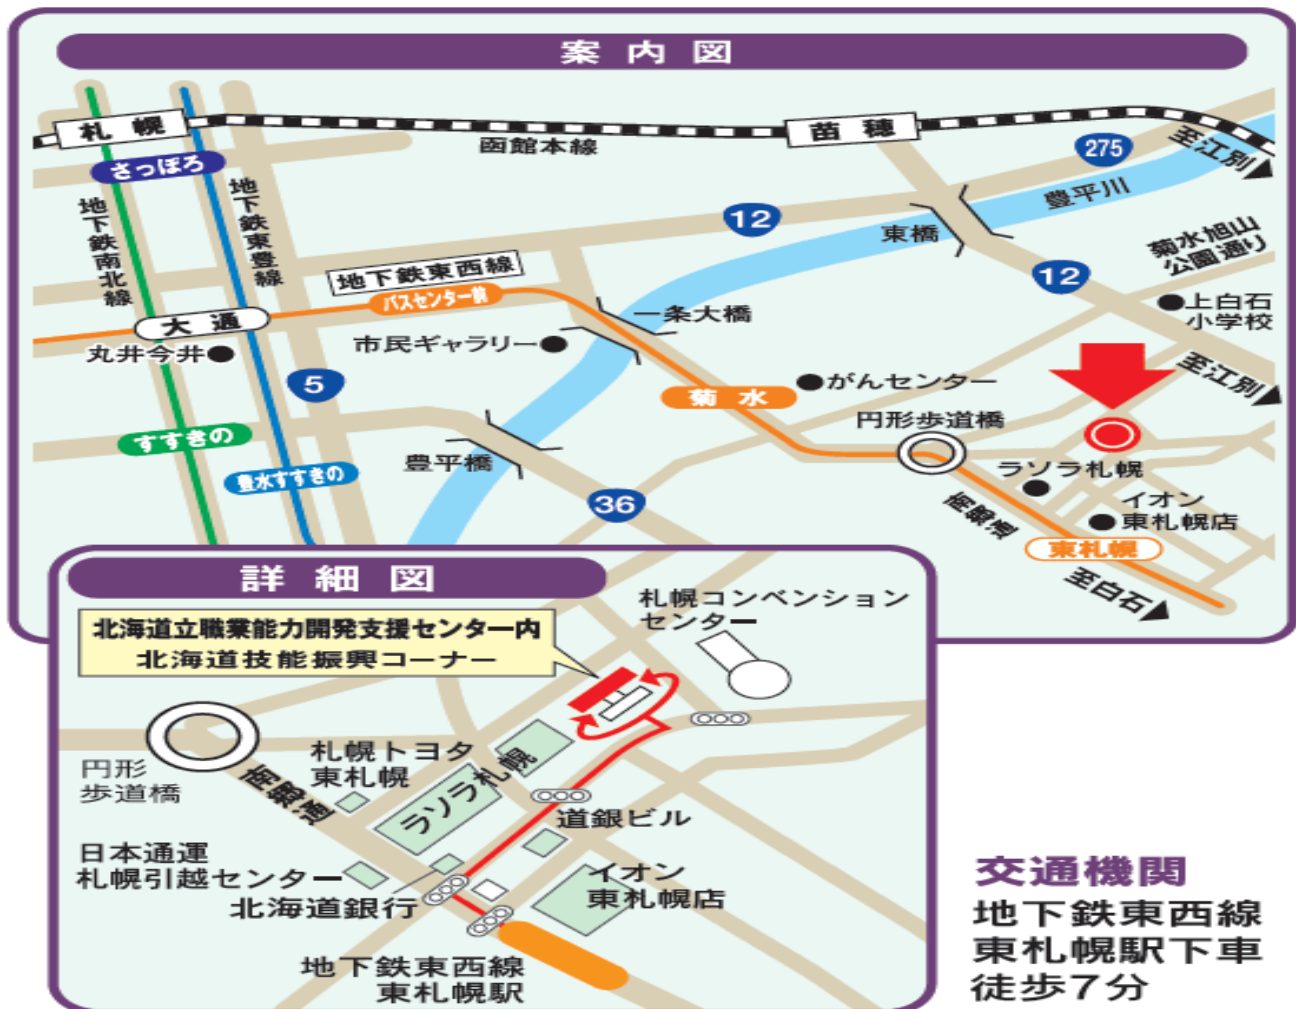 案内図
札幌
さっぽろ
函館本線
苗穂
275
至江別
地下鉄南北線
地下鉄東豊線
12
東橋
豊平川
菊水旭山
公園通り
地下鉄東西線
バスセンター前
12
大通
丸井今井
市民ギャラリー
一条大橋
上白石
小学校
5
菊水
がんセンター
至江別
円形歩道橋
すすきの
豊平橋
豊水すすきの
36
ラソラ札幌
南郷通
イオン
東札幌店
東札幌
至白石
詳細図
北海道立職業能力開発支援センター内
北海道技能振興コーナー
札幌コンベンション
センター
円形
歩道橋
南郷通
札幌トヨタ
東札幌
ラソラ札幌
道銀ビル
日本通運
札幌引越センター
北海道銀行
イオン
東札幌店
地下鉄東西線
東札幌駅
交通機関
地下鉄東西線
東札幌駅下車
徒歩7分